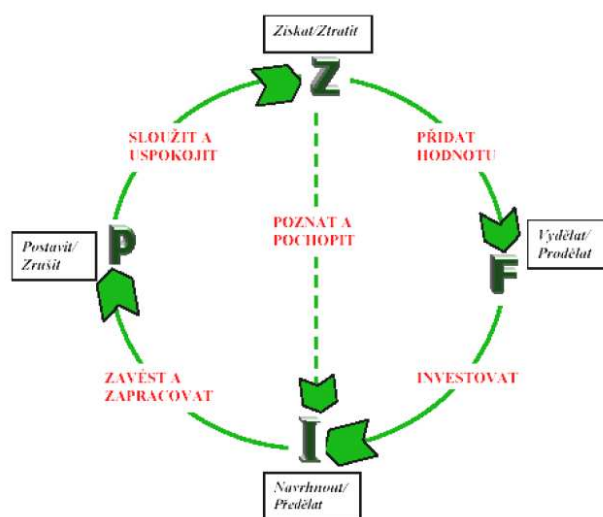 Získat/Ztratit
Z
SLOUŽIT A
USPOKOJIT
PŘIDAT
HODNOTU
POZNAT A
POCHOPIT
Postavit/
Zrušit
P
Vydělat/
Prodělat
F
ZAVÉST A
ZAPRACOVAT
INVESTOVAT
I
Navrhnout/
Předělat